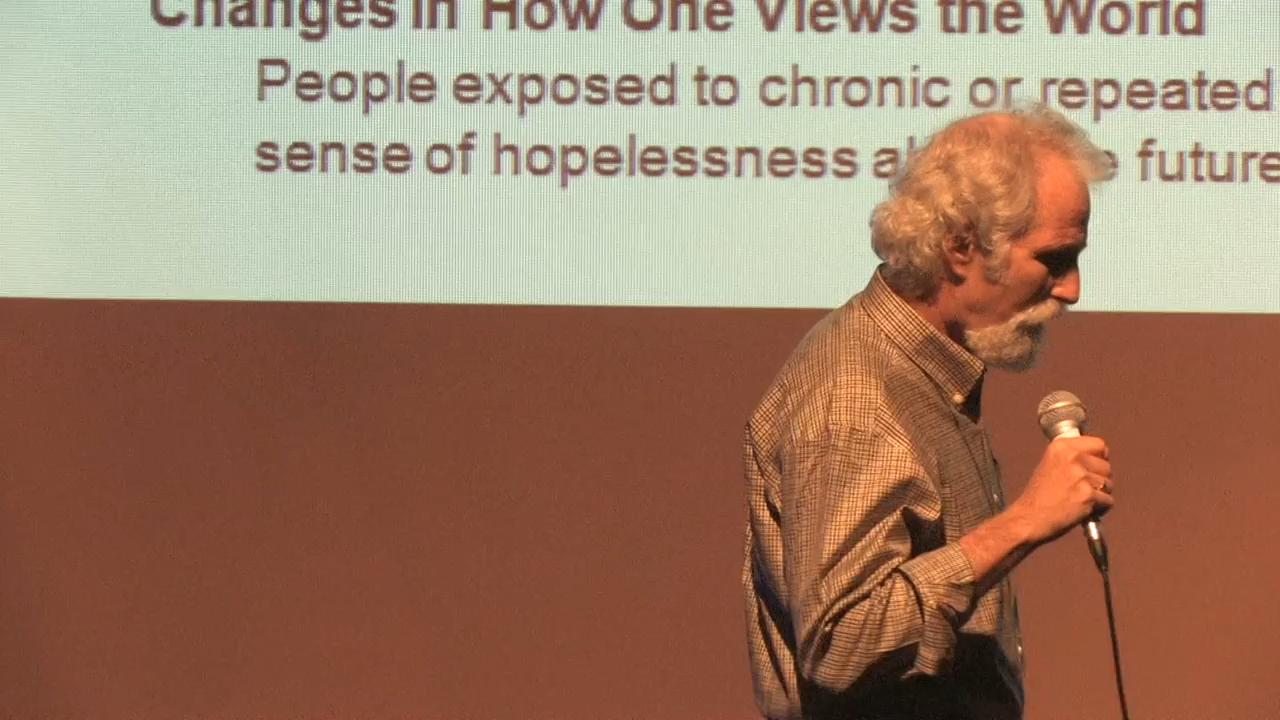 Changes in How One Views the World
People exposed to chronic or repeated
sense of hopelessness future